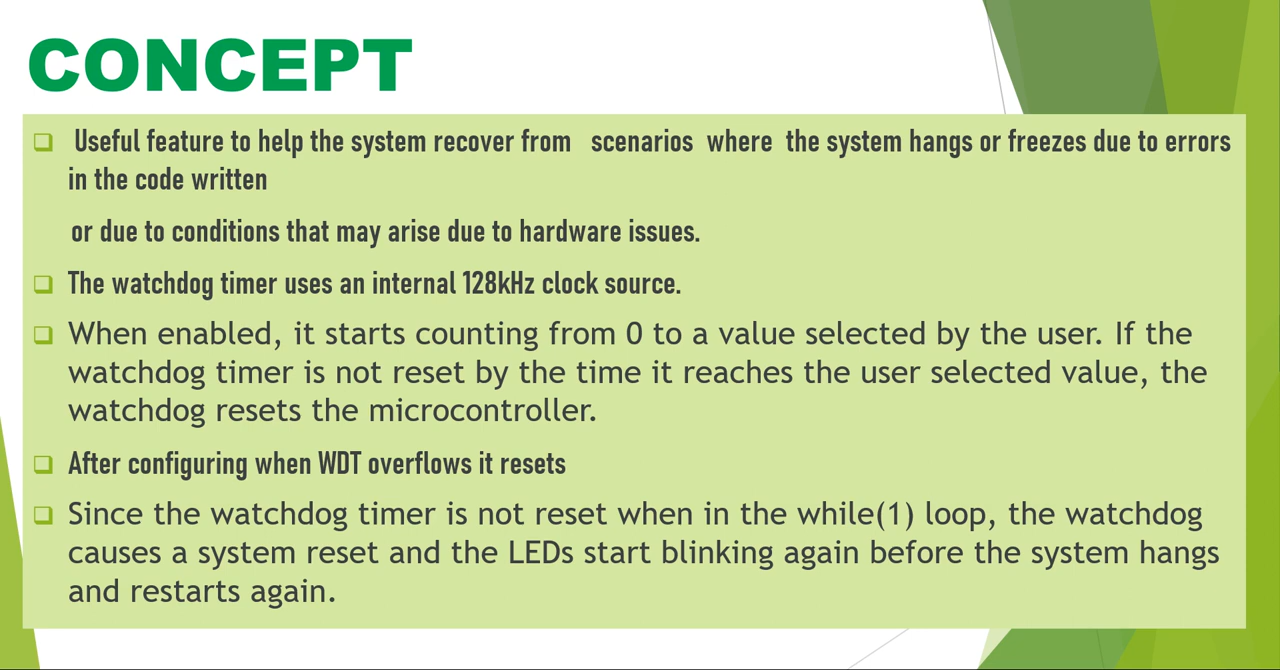 CONCEPT
Useful feature to help the system recover from scenarios where the system hangs or freezes due to errors
in the code written
or due to conditions that may arise due to hardware issues.
The watchdog timer uses an internal 128kHz clock source.
When enabled, it starts counting from 0 to a value selected by the user. If the
watchdog timer is not reset by the time it reaches the user selected value, the
watchdog resets the microcontroller.
After configuring when WDT overflows it resets
Since the watchdog timer is not reset when in the while(1) loop, the watchdog
causes a system reset and the LEDs start blinking again before the system hangs
and restarts again.